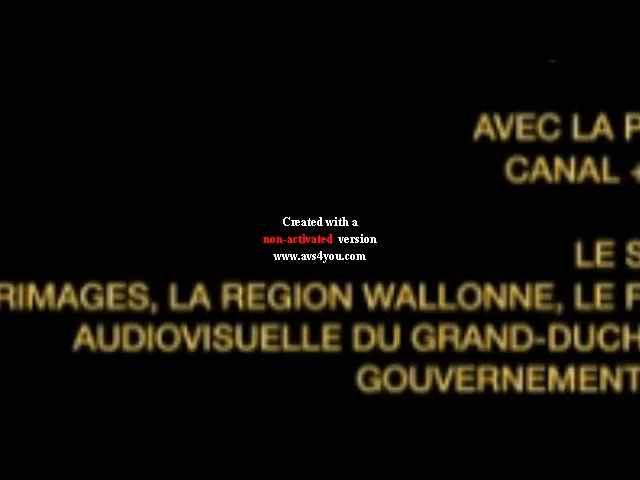 AVEC LA P
CANAL +
Created with a
non-activated version
www.avs4you.com
LE S
RIMAGES, LA REGION WALLONNE, LE F
AUDIOVISUELLE DU GRAND-DUCH
GOUVERNEMENT